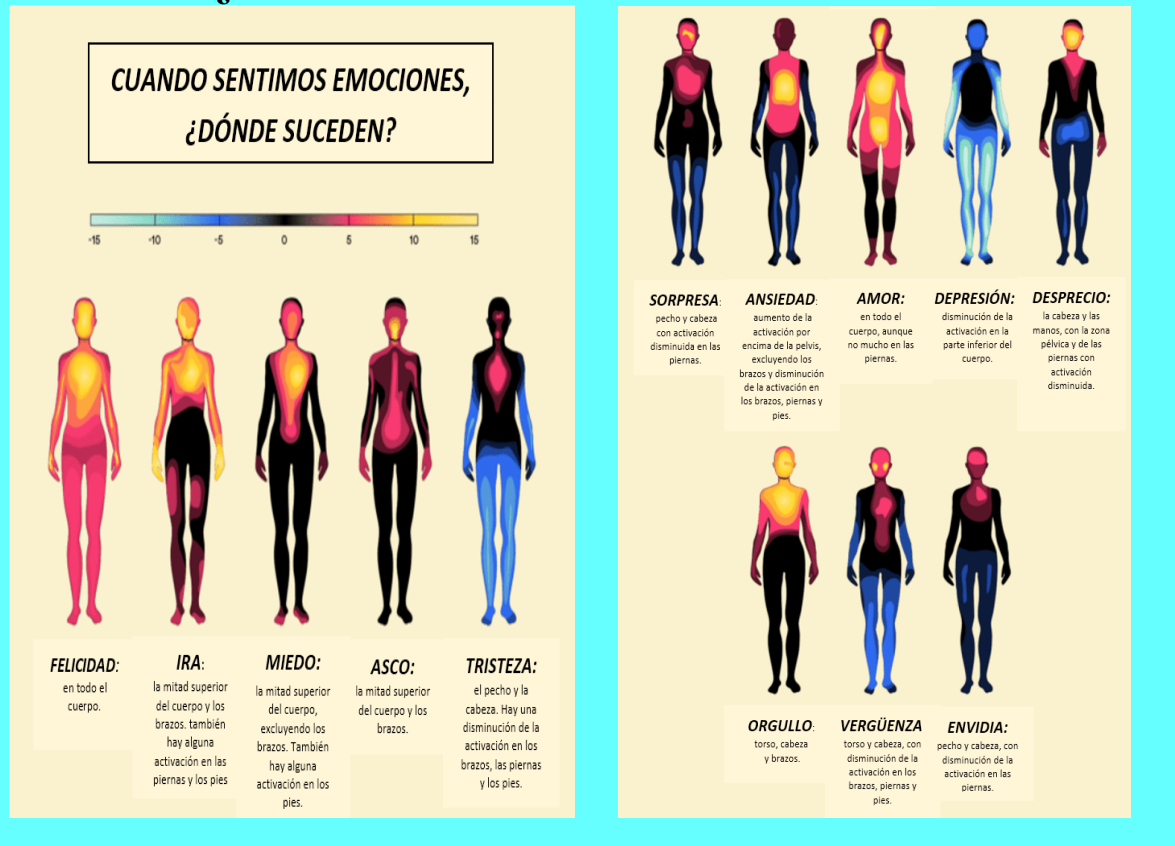 CUANDO SENTIMOS EMOCIONES,
¿DÓNDE SUCEDEN?
-15 -10 -5 0 5 10 15
FELICIDAD:
en todo el
cuerpo.
IRA:
la mitad superior
del cuerpo y los
brazos. también
hay alguna
activación en las
piernas y los pies
MIEDO:
la mitad superior
del cuerpo,
excluyendo los
brazos. También
hay alguna
activación en los
pies.
ASCO:
la mitad superior
del cuerpo y los
brazos.
TRISTEZA:
el pecho y la
cabeza. Hay una
disminución de la
activación en los
brazos, las piernas
y los pies.
SORPRESA:
pecho y cabeza
con activación
disminuida en las
piernas.
ANSIEDAD:
aumento de la
activación por
encima de la pelvis,
excluyendo los
brazos y disminución
de la activación en
los brazos, piernas y
pies.
AMOR:
en todo el
cuerpo, aunque
no mucho en las
piernas.
DEPRESIÓN:
disminución de la
activación en la
parte inferior del
cuerpo.
DESPRECIO:
la cabeza y las
manos, con la zona
pélvica y de las
piernas con
activación
disminuida.
ORGULLO:
torso, cabeza
y brazos.
VERGÜENZA
torso y cabeza, con
disminución de la
activación en los
brazos, piernas y
pies.
ENVIDIA:
pecho y cabeza, con
disminución de la
activación en las
piernas.